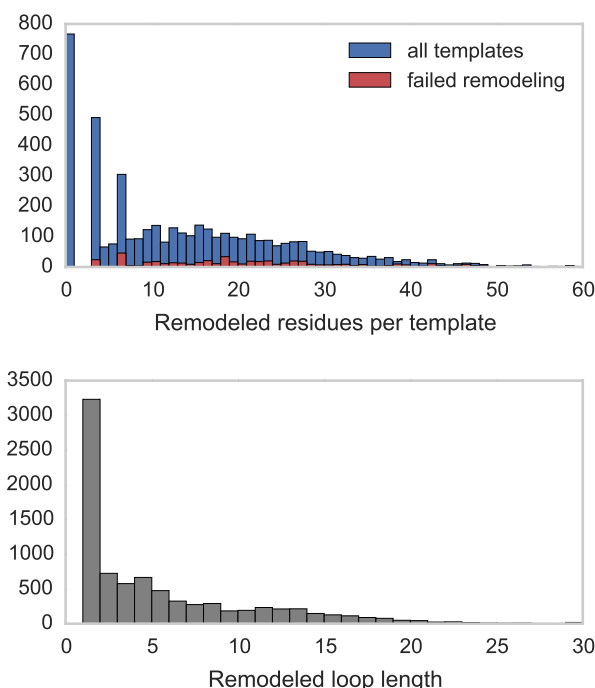 800
700
600
500
400
300
200
100
0
all templates
failed remodeling
0 10 20 30 40 50 60
Remodeled residues per template
3500
3000
2500
2000
1500
1000
500
0
0 5 10 15 20 25 30
Remodeled loop length